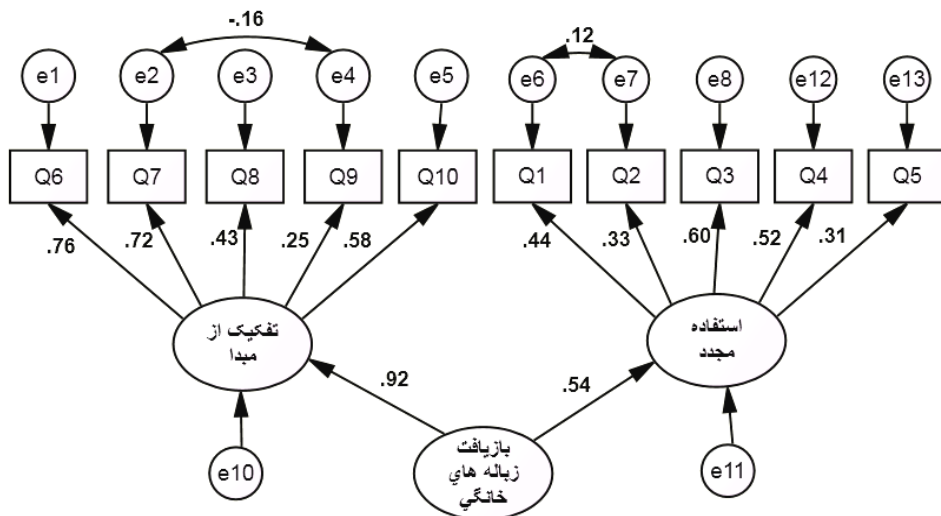 -.16
.12
e1 e2 e3 e4 e5 e6 e7 e8 e12 e13
Q6 Q7 Q8 Q9 Q10 Q1 Q2 Q3 Q4 Q5
.76 .72 .43 .25 .58 .44 .33 .60 .52 .31
تفکیک از
مبدا
استفاده
مجدد
.92 .54
بازیافت
زباله هاي
خانگي
e10 e11